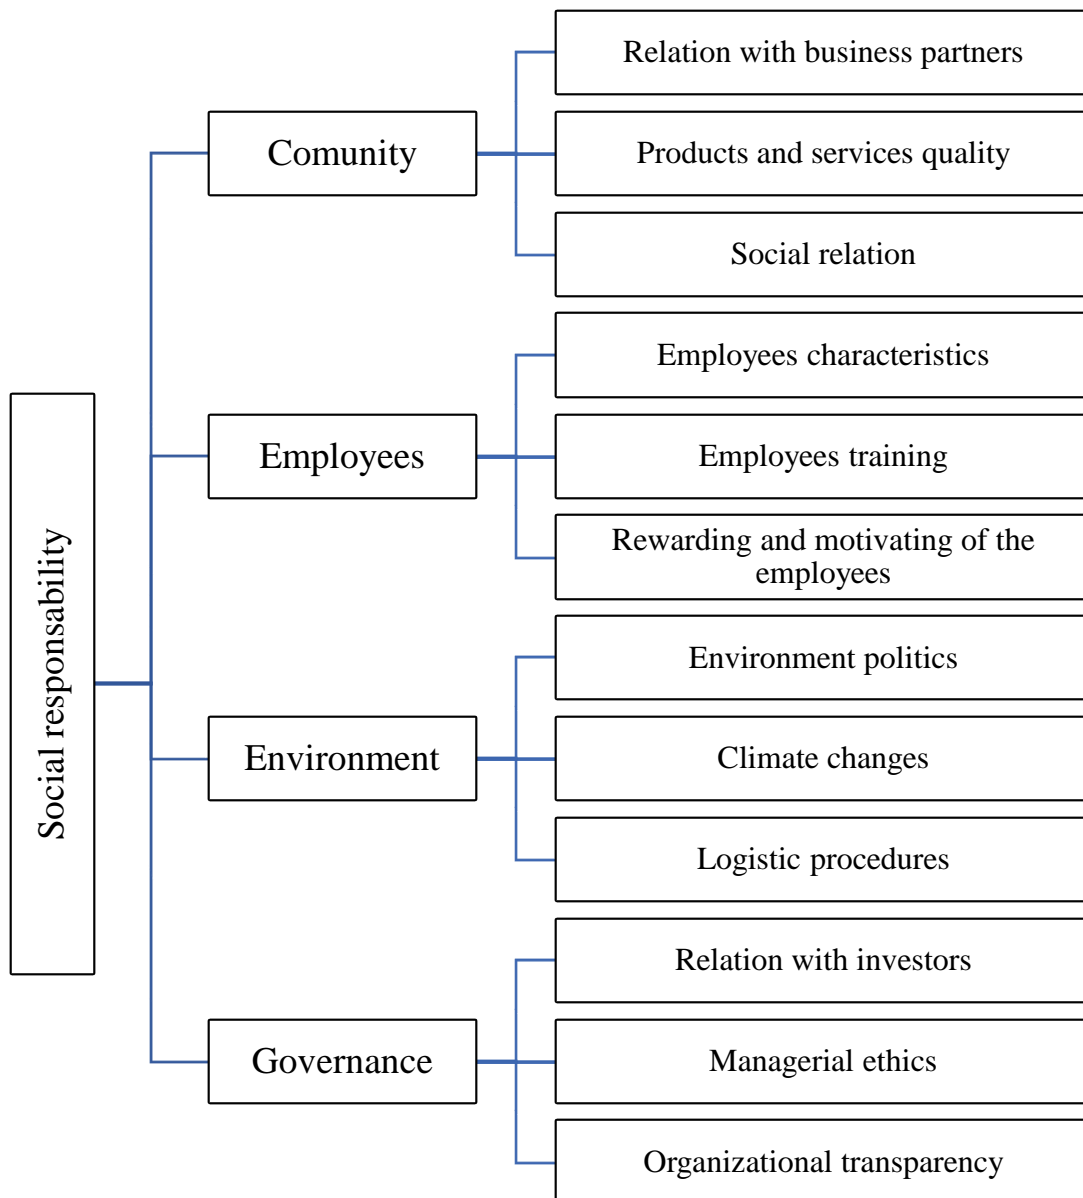 Social responsability
Comunity
Relation with business partners
Products and services quality
Social relation
Employees
Employees characteristics
Employees training
Rewarding and motivating of the
employees
Environment
Environment politics
Climate changes
Logistic procedures
Governance
Relation with investors
Managerial ethics
Organizational transparency